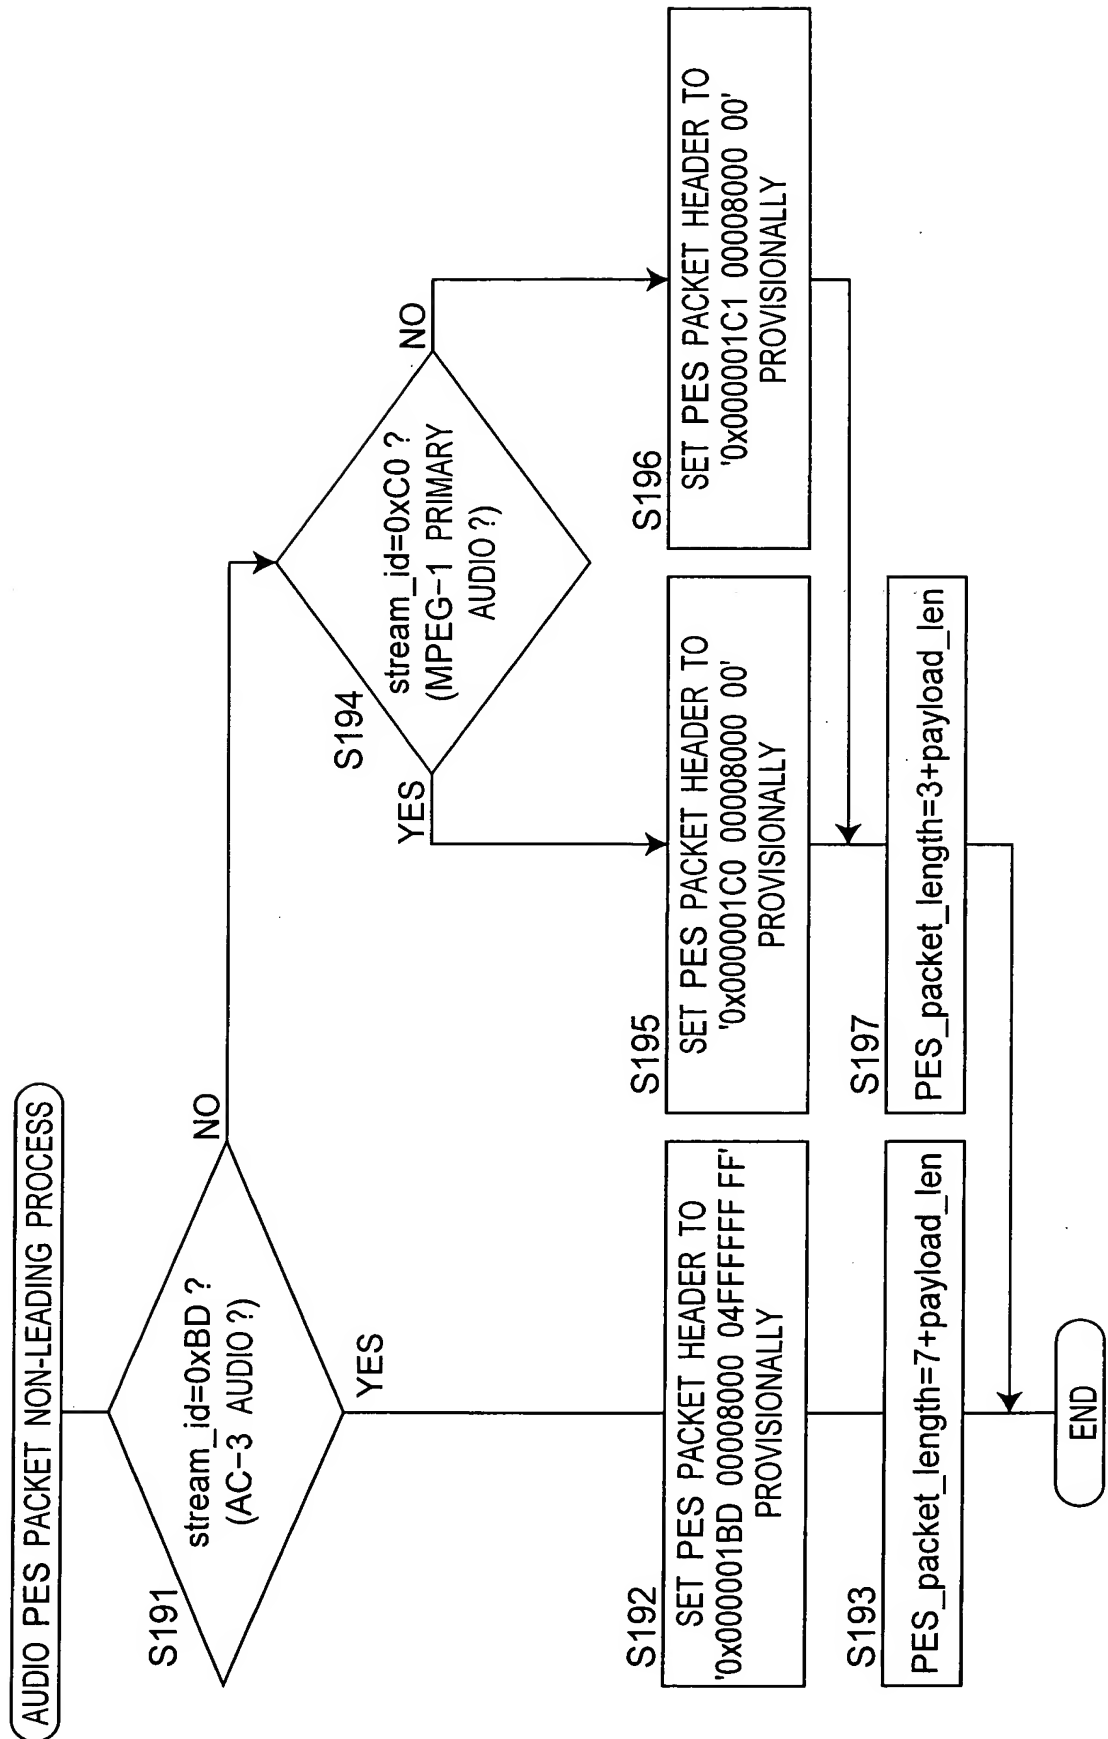 AUDIO PES PACKET NON-LEADING PROCESS
S191
stream_id=0xBD ?
(AC-3 AUDIO ?)
NO
YES
S194
stream_id=0xC0 ?
(MPEG-1 PRIMARY
AUDIO ?)
YES
NO
S192
SET PES PACKET HEADER TO
'0x000001BD 00008000 04FFFFFF FF'
PROVISIONALLY
S195
SET PES PACKET HEADER TO
'0x000001C0 00008000 00'
PROVISIONALLY
S196
SET PES PACKET HEADER TO
'0x000001C1 00008000 00'
PROVISIONALLY
S193
PES_packet_length=7+payload_len
S197
PES_packet_length=3+payload_len
END